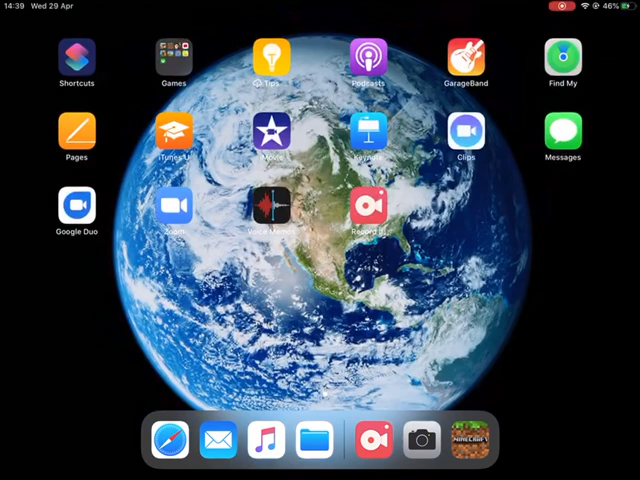 14:39 Wed 29 Apr 46%
Shortcuts Games Tips Podcasts GarageBand Find My
Pages iTunes U iMovie Keynote Clips Messages
Google Duo Zoom Voice Memos Record it!
MINECRAFT